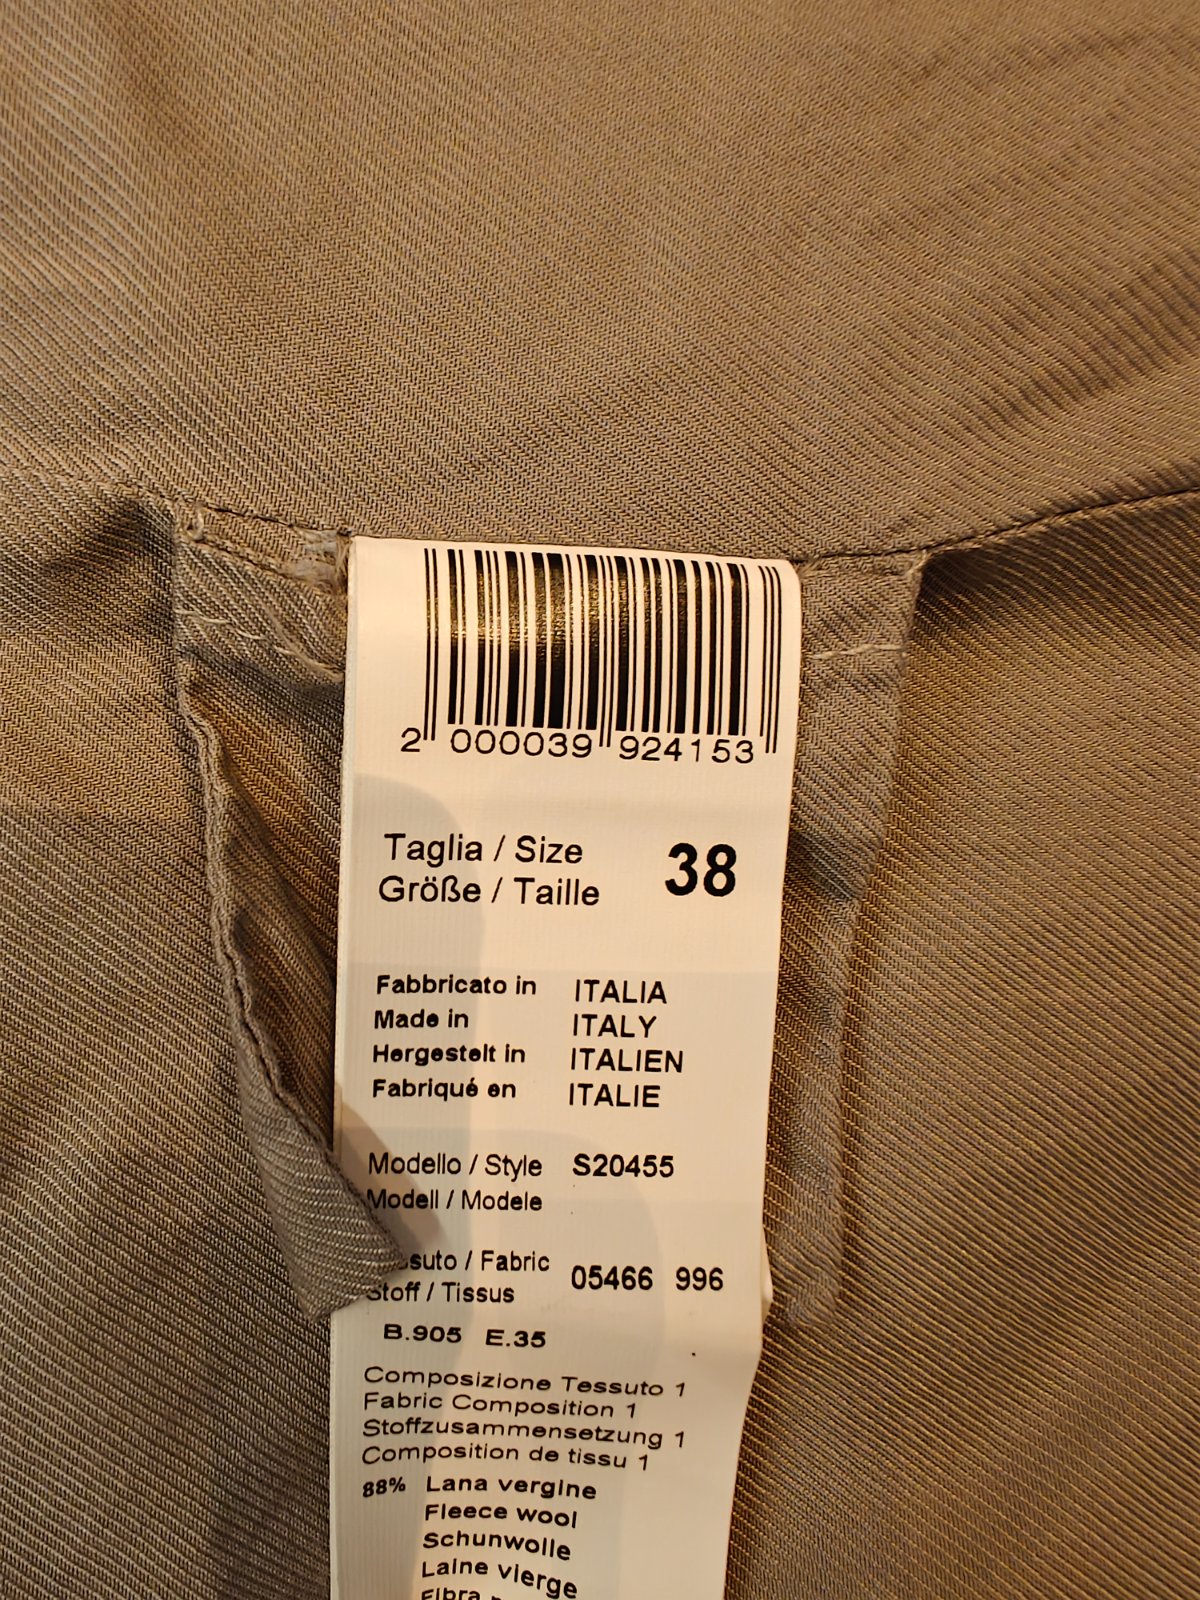 2 000039 924153
Taglia / Size
Größe / Taille
38
Fabbricato in ITALIA
Made in ITALY
Hergestelt in ITALIEN
Fabriqué en ITALIE
Modello / Style S20455
Modell / Modele
/ Fabric
Stoff / Tissus
05466 996
B.905 E.35
Composizione Tessuto 1
Fabric Composition 1
Stoffzusammensetzung 1
Composition de tissu 1
88% Lana vergine
Fleece wool
Schunwolle
Laine vierge
Fibra